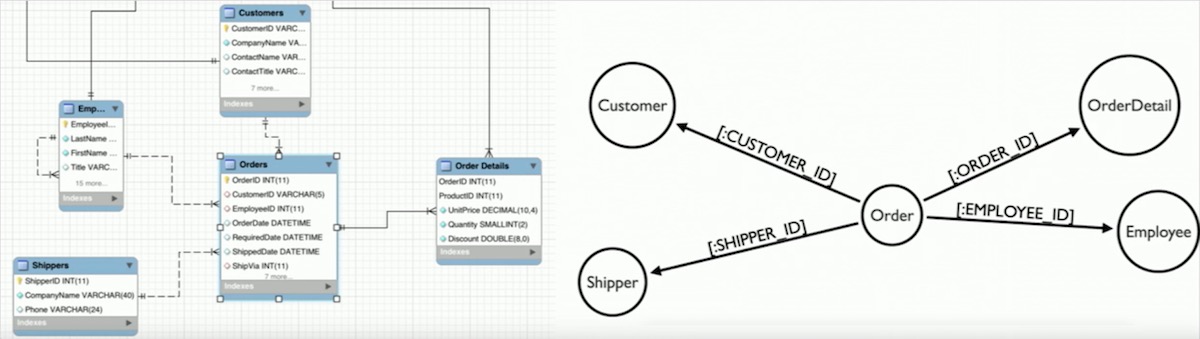 Customers
CustomerID VARC...
CompanyName VA...
ContactName VAR...
ContactTitle VARC...
7 more...
Indexes
Emp...
EmployeeI...
LastName ...
FirstName ...
Title VARC...
15 more...
Indexes
Orders
OrderID INT(11)
CustomerID VARCHAR(5)
EmployeeID INT(11)
OrderDate DATETIME
RequiredDate DATETIME
ShippedDate DATETIME
ShipVia INT(11)
7 more...
Indexes
Order Details
OrderID INT(11)
ProductID INT(11)
UnitPrice DECIMAL(10,4)
Quantity SMALLINT(2)
Discount DOUBLE(8,0)
Indexes
Shippers
ShipperID INT(11)
CompanyName VARCHAR(40)
Phone VARCHAR(24)
Indexes
Customer
OrderDetail
[:CUSTOMER_ID]
[:ORDER_ID]
Order
[:EMPLOYEE_ID]
Employee
[:SHIPPER_ID]
Shipper